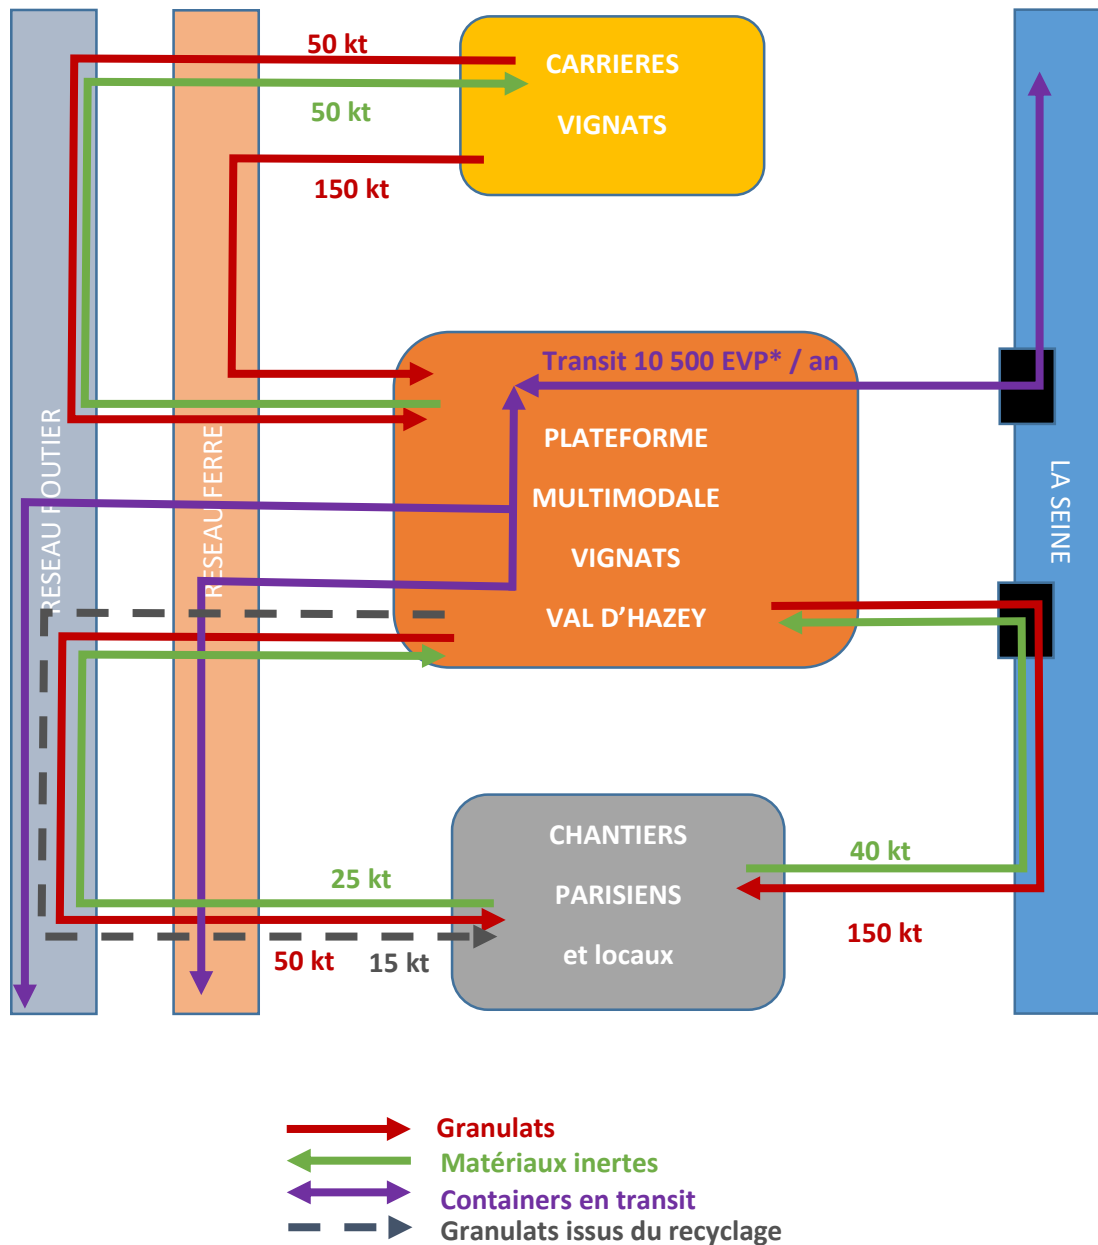 50 kt
CARRIERES
50 kt
VIGNATS
150 kt
Transit 10 500 EVP* / an
RESEAU ROUTIER
RESEAU FERRE
PLATEFORME
MULTIMODALE
VIGNATS
VAL D’HAZEY
LA SEINE
CHANTIERS
PARISIENS
et locaux
25 kt
40 kt
50 kt
15 kt
150 kt
Granulats
Matériaux inertes
Containers en transit
Granulats issus du recyclage